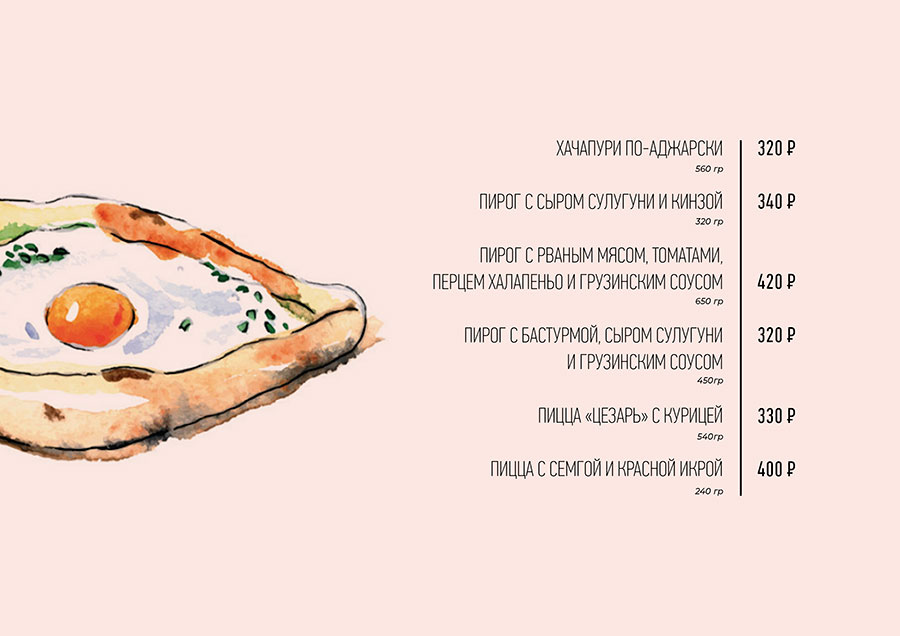 ХАЧАПУРИ ПО-АДЖАРСКИ 320 ₽
560 гр
ПИРОГ С СЫРОМ СУЛУГУНИ И КИНЗОЙ 340 ₽
320 гр
ПИРОГ С РВАНЫМ МЯСОМ, ТОМАТАМИ,
ПЕРЦЕМ ХАЛАПЕНЬО И ГРУЗИНСКИМ СОУСОМ 420 ₽
650 гр
ПИРОГ С БАСТУРМОЙ, СЫРОМ СУЛУГУНИ 320 ₽
И ГРУЗИНСКИМ СОУСОМ
450гр
ПИЦЦА «ЦЕЗАРЬ» С КУРИЦЕЙ 330 ₽
540гр
ПИЦЦА С СЕМГОЙ И КРАСНОЙ ИКРОЙ 400 ₽
240 гр